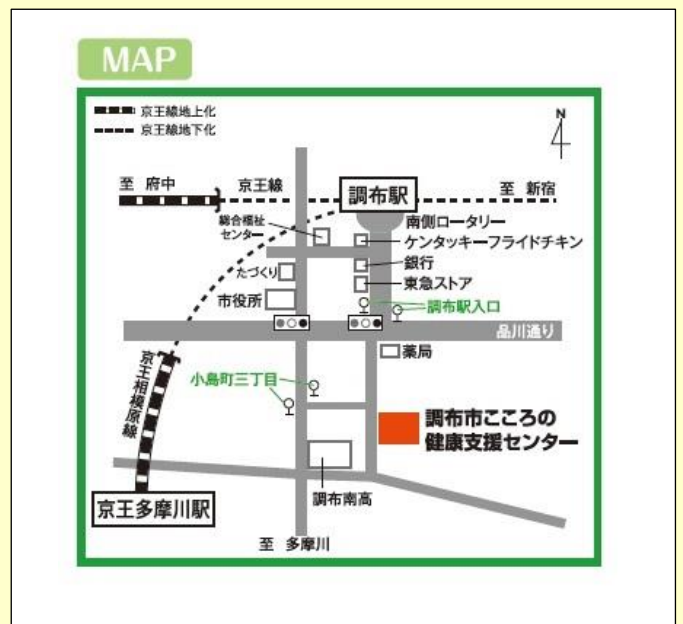 MAP
京王線地上化
京王線地下化
N
至 府中
京王線
調布駅
至 新宿
総合福祉
センター
南側ロータリー
ケンタッキーフライドチキン
銀行
たづくり
東急ストア
市役所
調布駅入口
品川通り
薬局
京王相模原線
小島町三丁目
調布市こころの
健康支援センター
調布南高
京王多摩川駅
至 多摩川